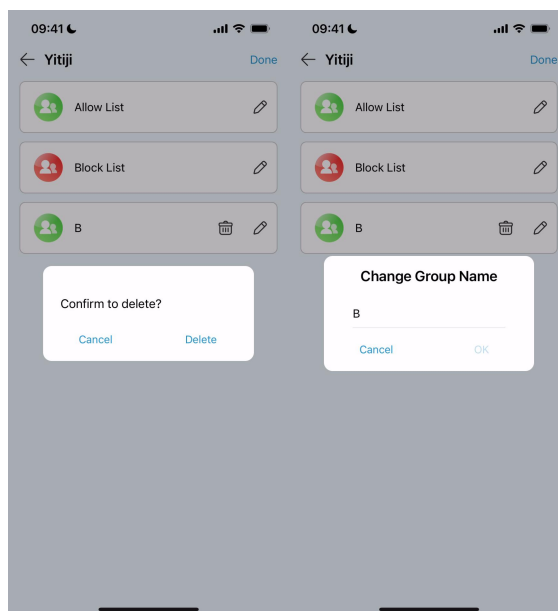 09:41
Yitiji
Done
Allow List
Block List
B
Confirm to delete?
Cancel Delete
09:41
Yitiji
Done
Allow List
Block List
B
Change Group Name
B
Cancel OK